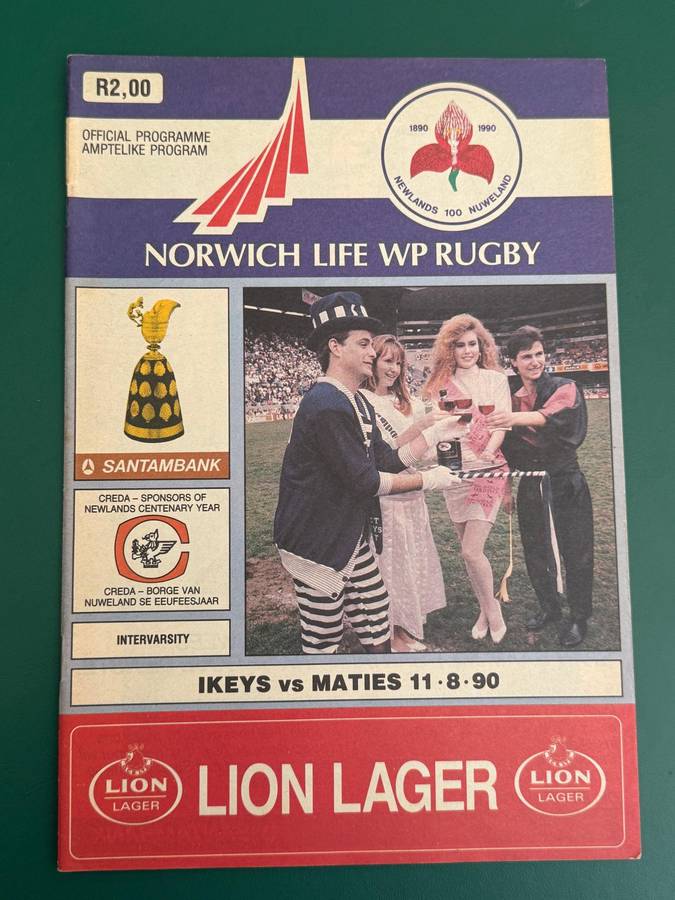 R2,00
OFFICIAL PROGRAMME
AMPTELIKE PROGRAM
1890 1990
NEWLANDS 100 NUWELAND
NORWICH LIFE WP RUGBY
SANTAMBANK
CREDA – SPONSORS OF
NEWLANDS CENTENARY YEAR
CREDA – BORGE VAN
NUWELAND SE EEUFEESJAAR
INTERVARSITY
IKEYS vs MATIES 11·8·90
LION
LAGER
LION LAGER
LION
LAGER